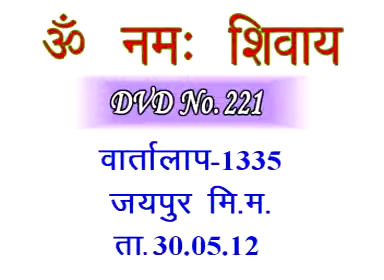 ॐ नमः शिवाय
DVD No. 221
वार्तालाप-1335
जयपुर मि.म.
ता. 30.05.12